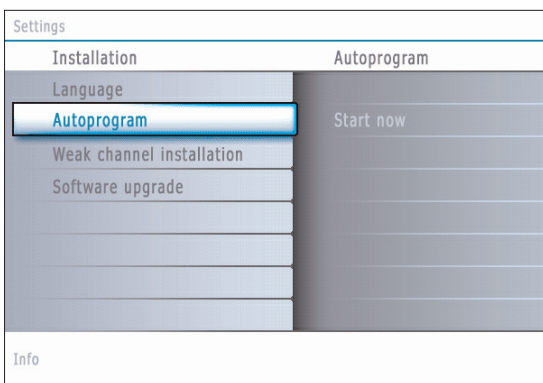 Settings
Installation
Autoprogram
Language
Autoprogram
Start now
Weak channel installation
Software upgrade
Info